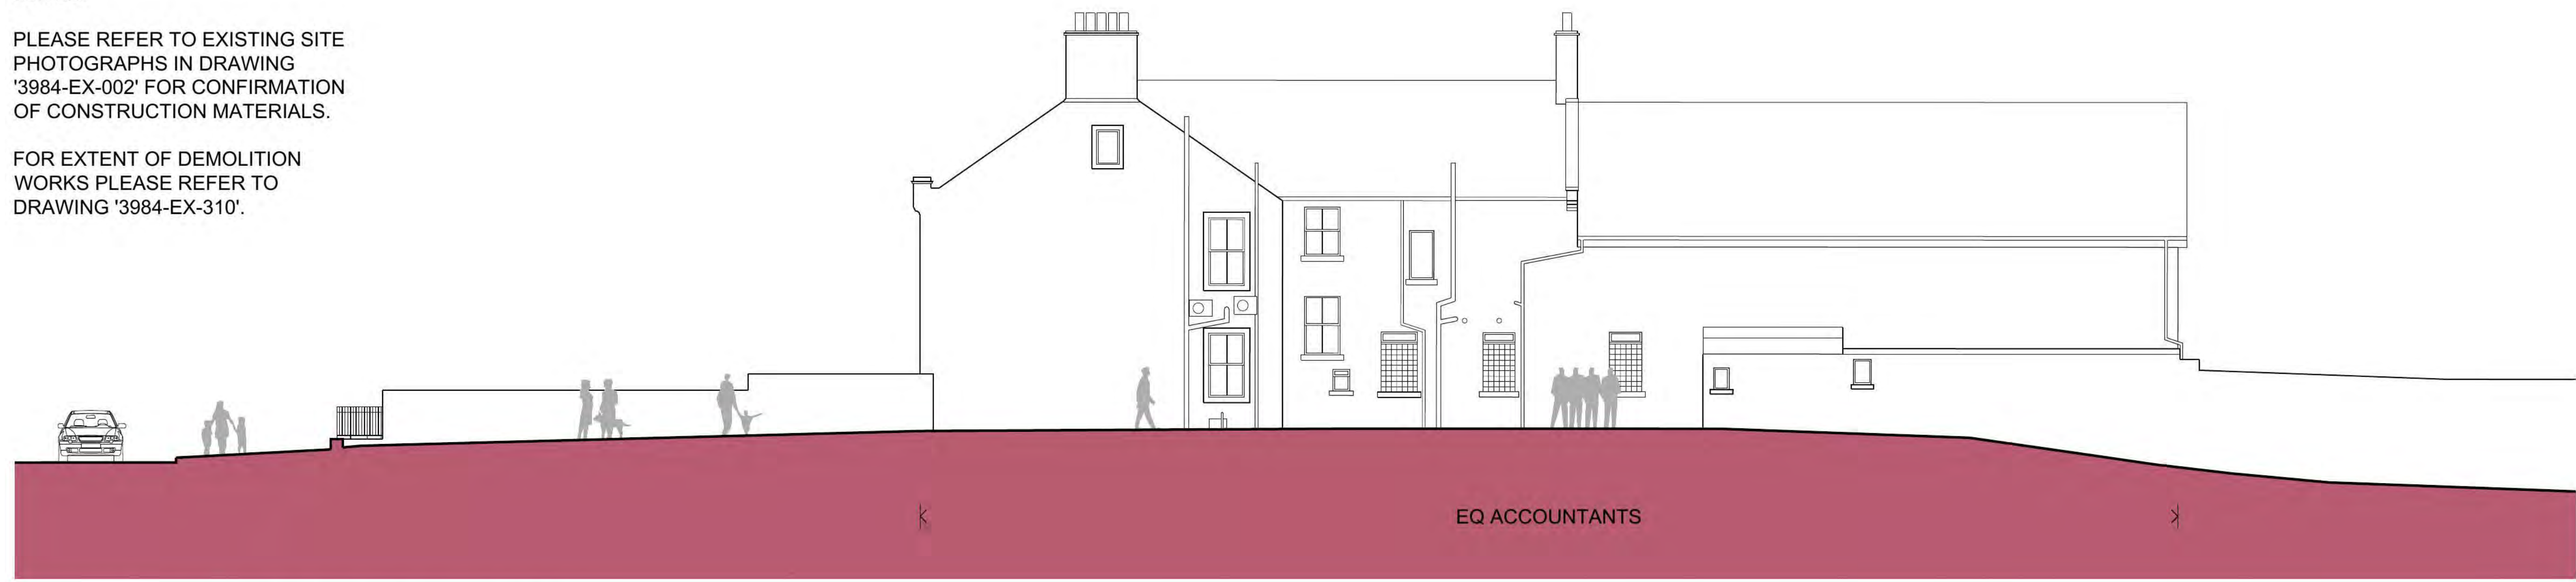 PLEASE REFER TO EXISTING SITE
PHOTOGRAPHS IN DRAWING
'3984-EX-002' FOR CONFIRMATION
OF CONSTRUCTION MATERIALS.
FOR EXTENT OF DEMOLITION
WORKS PLEASE REFER TO
DRAWING '3984-EX-310'.
EQ ACCOUNTANTS